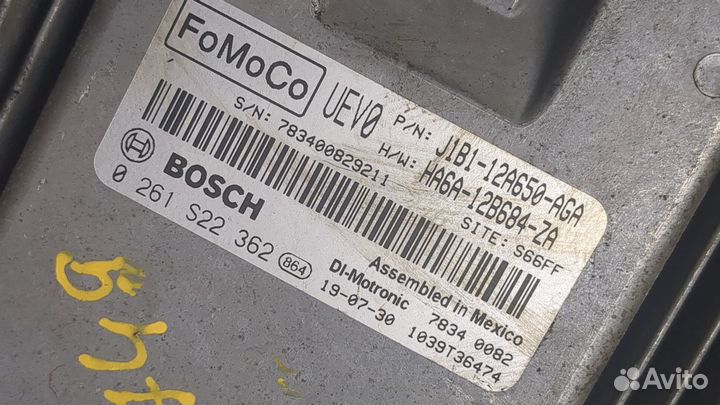 FoMoCo
UEV0
P/N: J1B1-12A650-AGA
H/W: HA6A-12B684-ZA
S/N: 783400829211
SITE: S66FF
BOSCH
0 261 S22 362 864
Assembled in Mexico
DI-Motronic 7834 0082
19-07-30 1039T36474
Avito